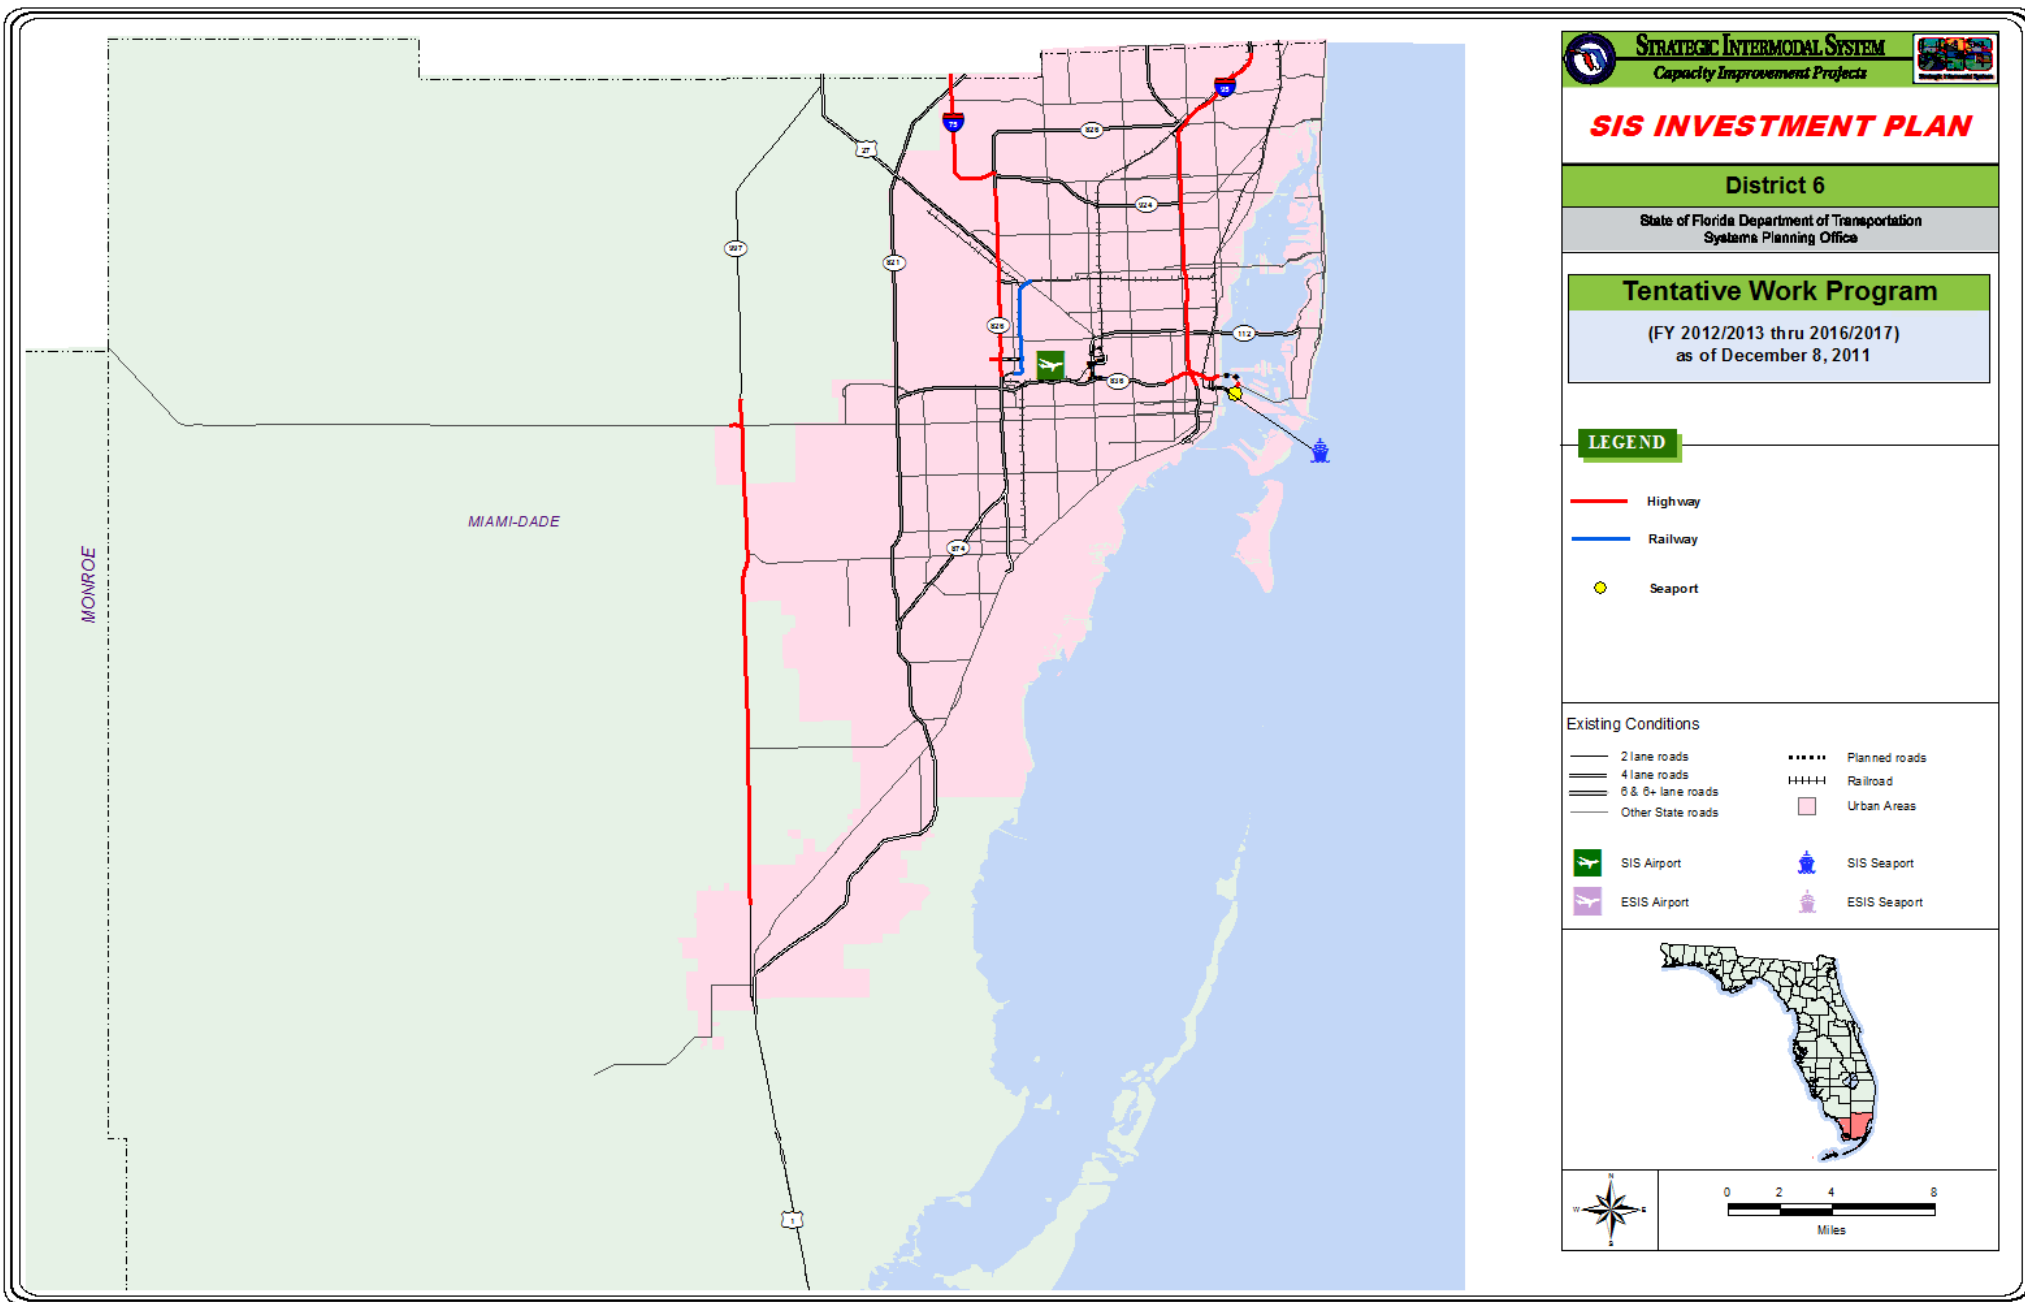 STRATEGIC INTERMODAL SYSTEM
Capacity Improvement Projects
SIS INVESTMENT PLAN
District 6
State of Florida Department of Transportation
Systems Planning Office
Tentative Work Program
(FY 2012/2013 thru 2016/2017)
as of December 8, 2011
LEGEND
Highway
Railway
Seaport
Existing Conditions
2 lane roads
4 lane roads
6 & 6+ lane roads
Other State roads
Planned roads
Railroad
Urban Areas
SIS Airport
SIS Seaport
ESIS Airport
ESIS Seaport
N
W
E
S
0 2 4 8
Miles
MONROE
MIAMI-DADE
95
75
826
27
924
997
821
826
112
836
874
1